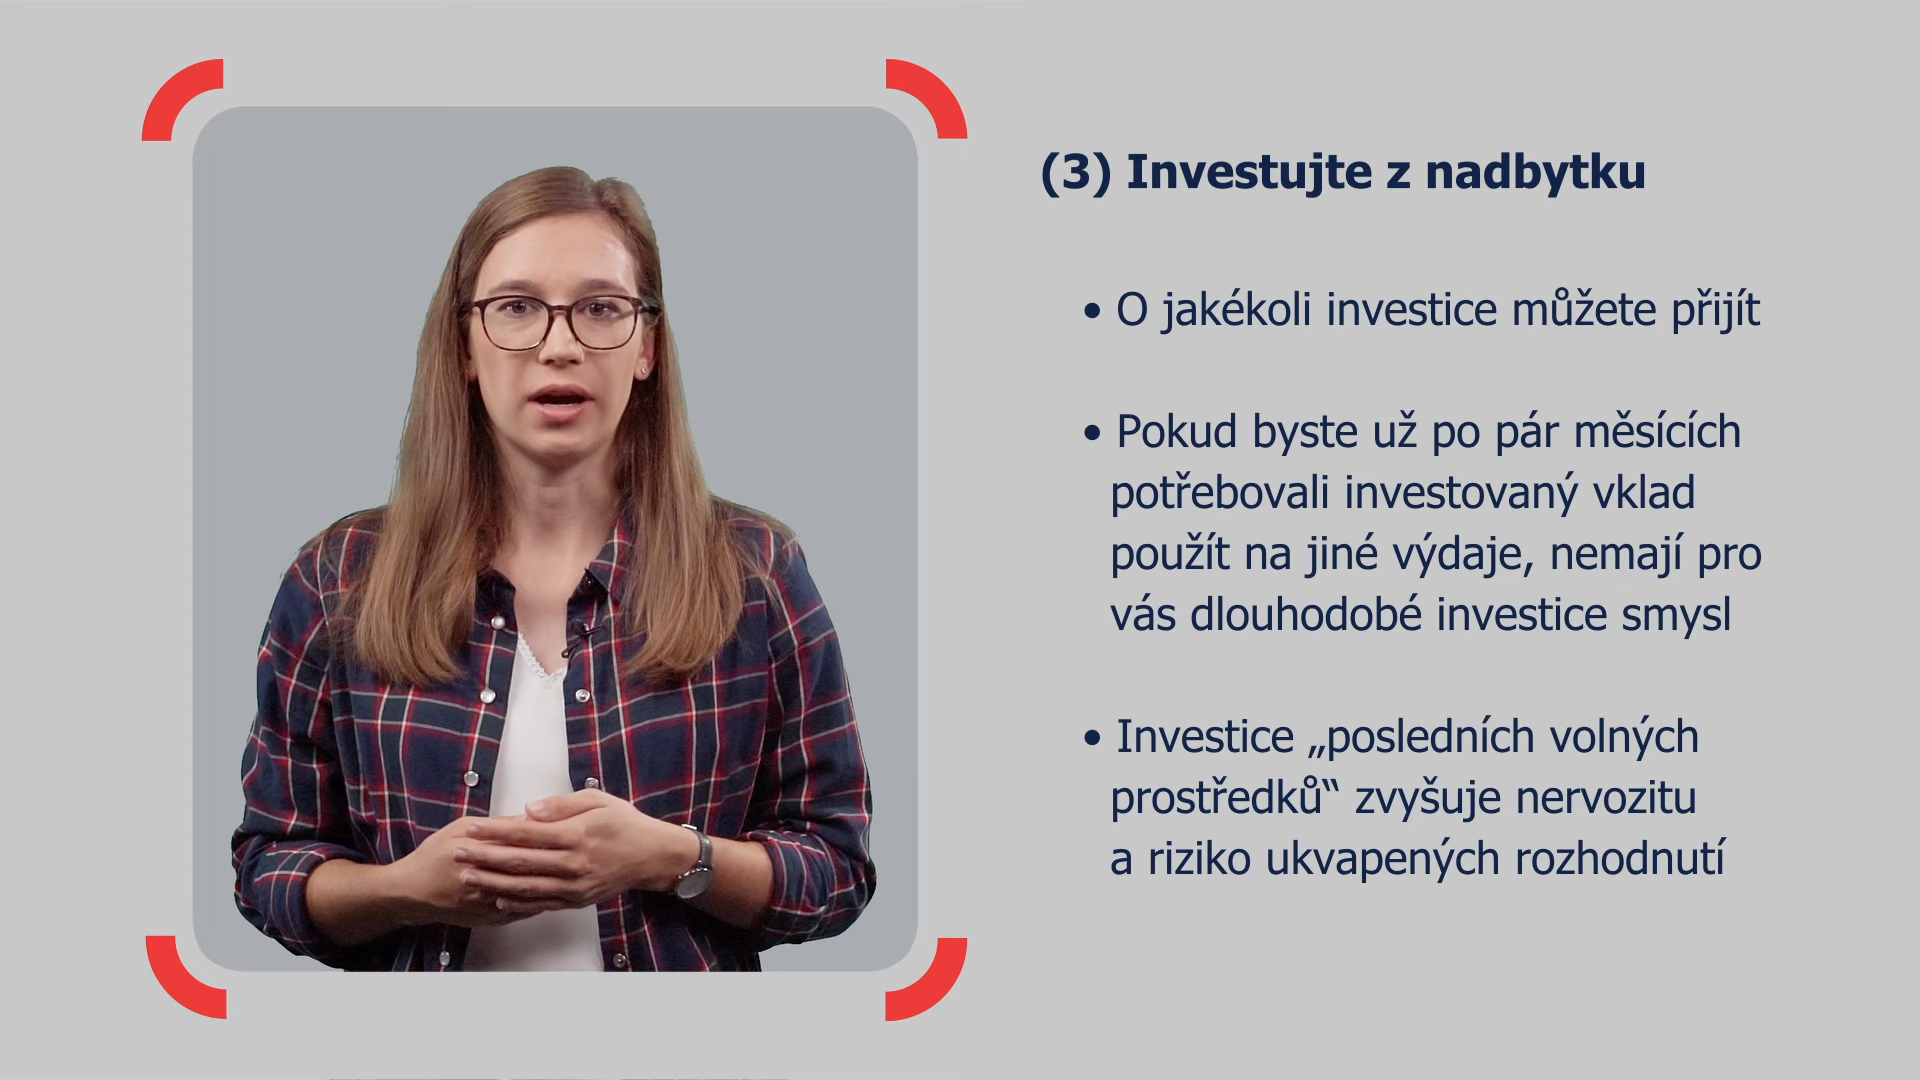 (3) Investujte z nadbytku
• O jakékoli investice můžete přijít
• Pokud byste už po pár měsících
potřebovali investovaný vklad
použít na jiné výdaje, nemají pro
vás dlouhodobé investice smysl
• Investice „posledních volných
prostředků“ zvyšuje nervozitu
a riziko ukvapených rozhodnutí